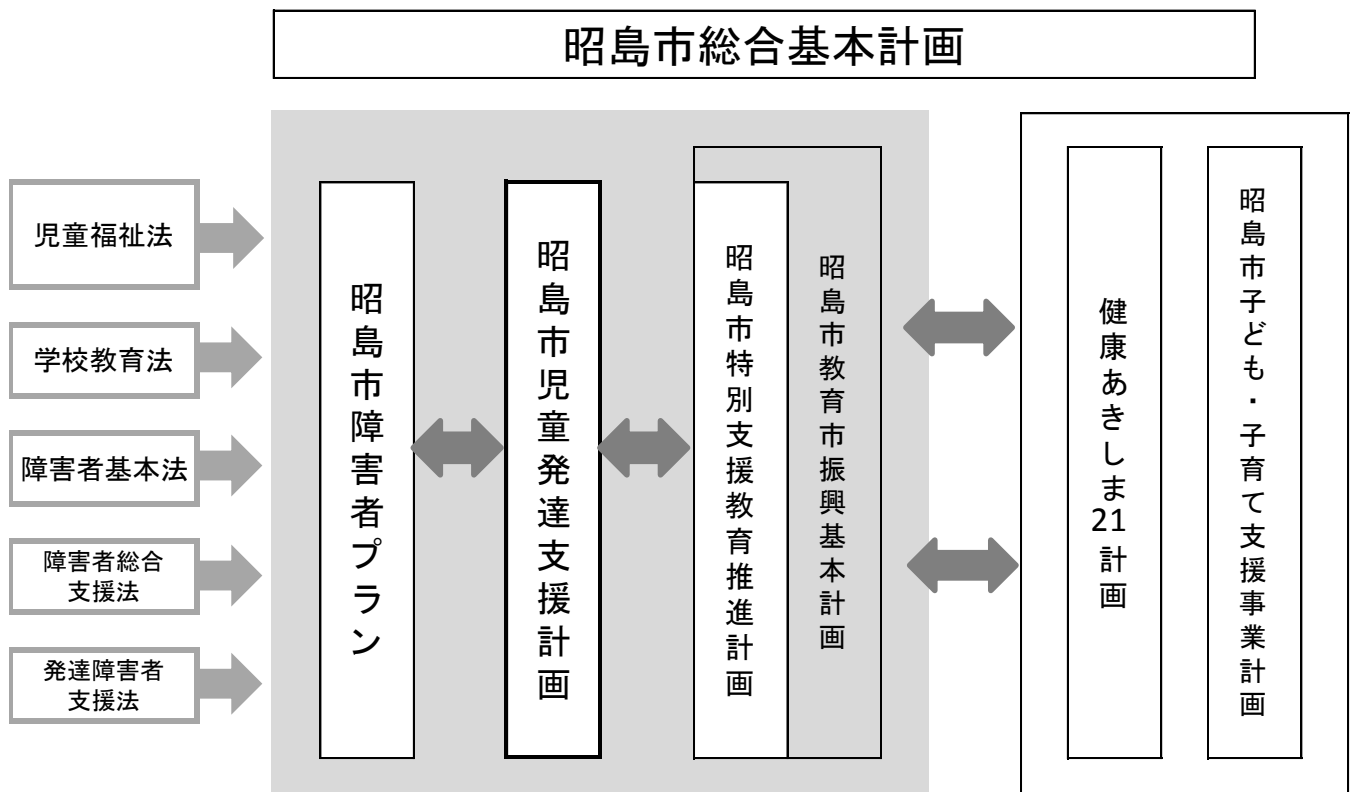 昭島市総合基本計画
児童福祉法
学校教育法
障害者基本法
障害者総合
支援法
発達障害者
支援法
昭島市障害者プラン
昭島市児童発達支援計画
昭島市特別支援教育推進計画
昭島市教育市振興基本計画
健康あきしま21計画
昭島市子ども・子育て支援事業計画